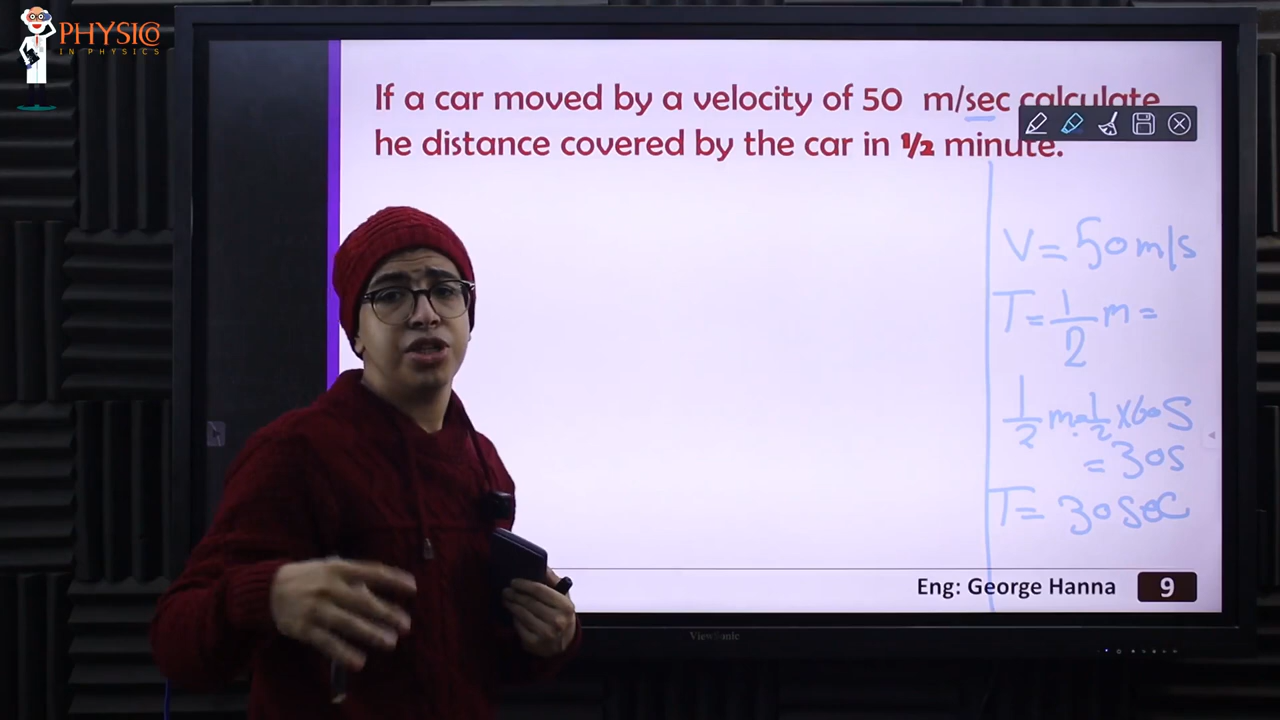 PHYSICO
IN PHYSICS
If a car moved by a velocity of 50 m/sec calculate
he distance covered by the car in 1/2 minute.
V = 50 m/s
T = 1/2 m =
1/2 m = 1/2 x 60 S
= 30 s
T = 30 sec
Eng: George Hanna 9
ViewSonic